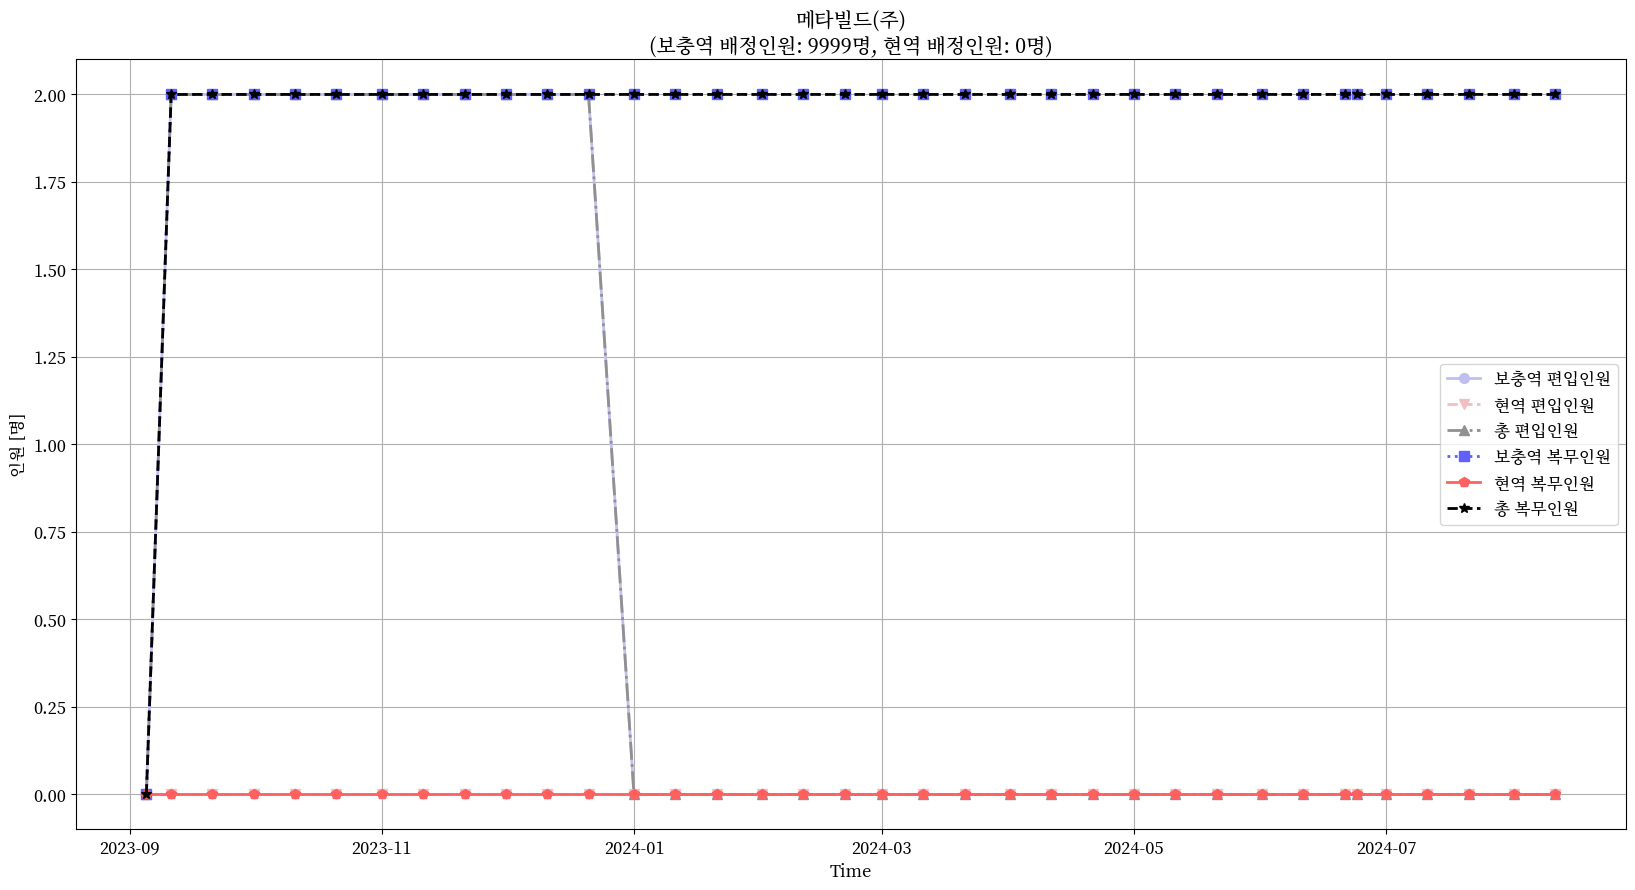 메타빌드(주)
(보충역 배정인원: 9999명, 현역 배정인원: 0명)
2.00
1.75
1.50
1.25
1.00
0.75
0.50
0.25
0.00
인원 [명]
보충역 편입인원
현역 편입인원
총 편입인원
보충역 복무인원
현역 복무인원
총 복무인원
2023-09
2023-11
2024-01
2024-03
2024-05
2024-07
Time